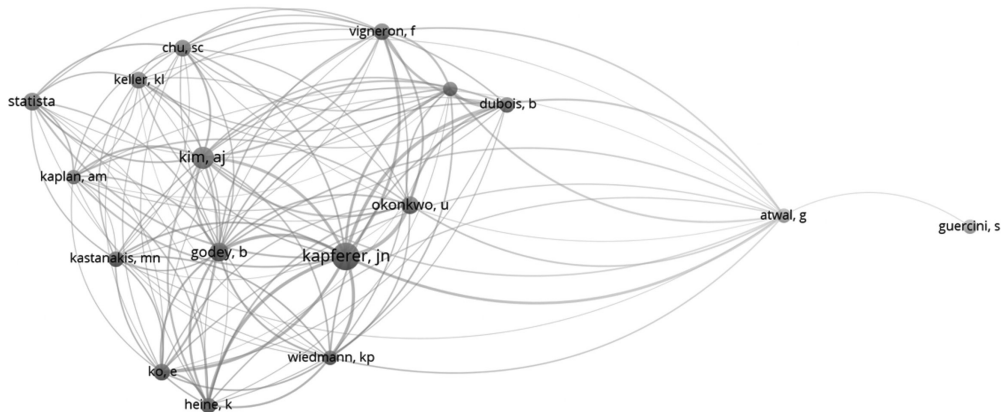 vigneron, f
chu, sc
keller, kl
statista
dubois, b
kim, aj
kaplan, am
okonkwo, u
atwal, g
guercini, s
godey, b
kapferer, jn
kastanakis, mn
wiedmann, kp
ko, e
heine, k